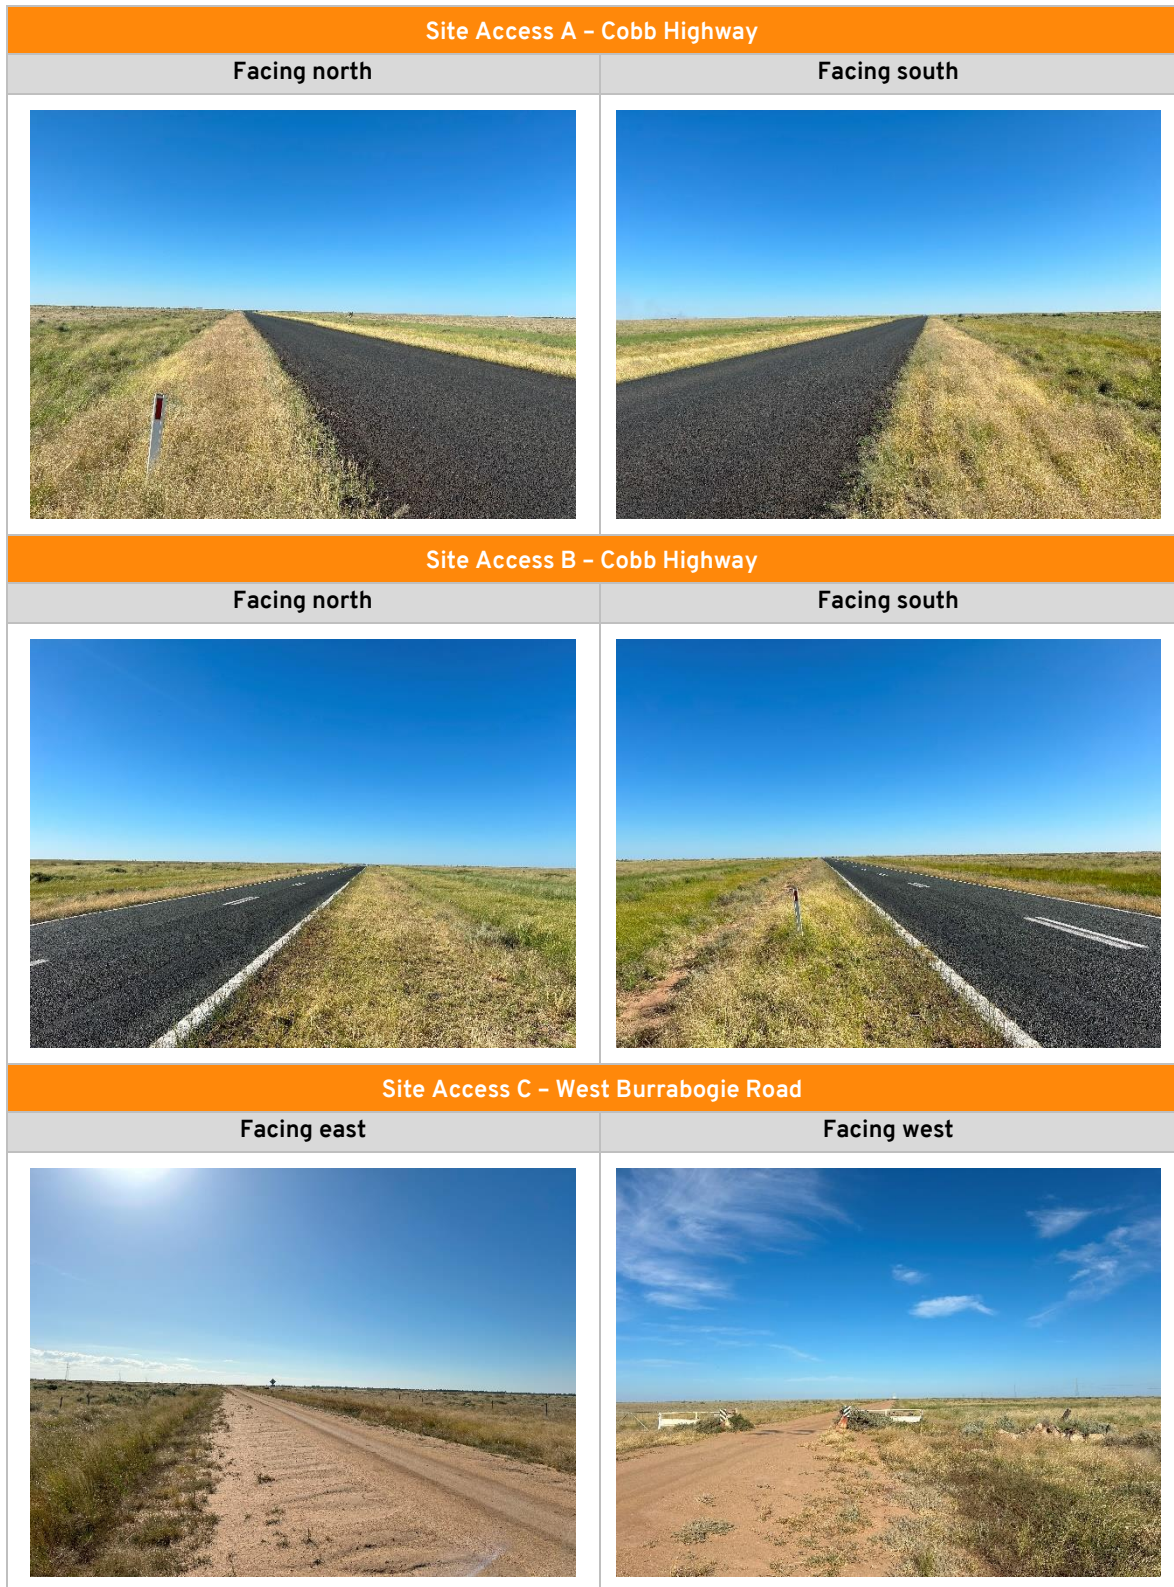 Site Access A – Cobb Highway
Facing north
Facing south
Site Access B – Cobb Highway
Facing north
Facing south
Site Access C – West Burrabogie Road
Facing east
Facing west